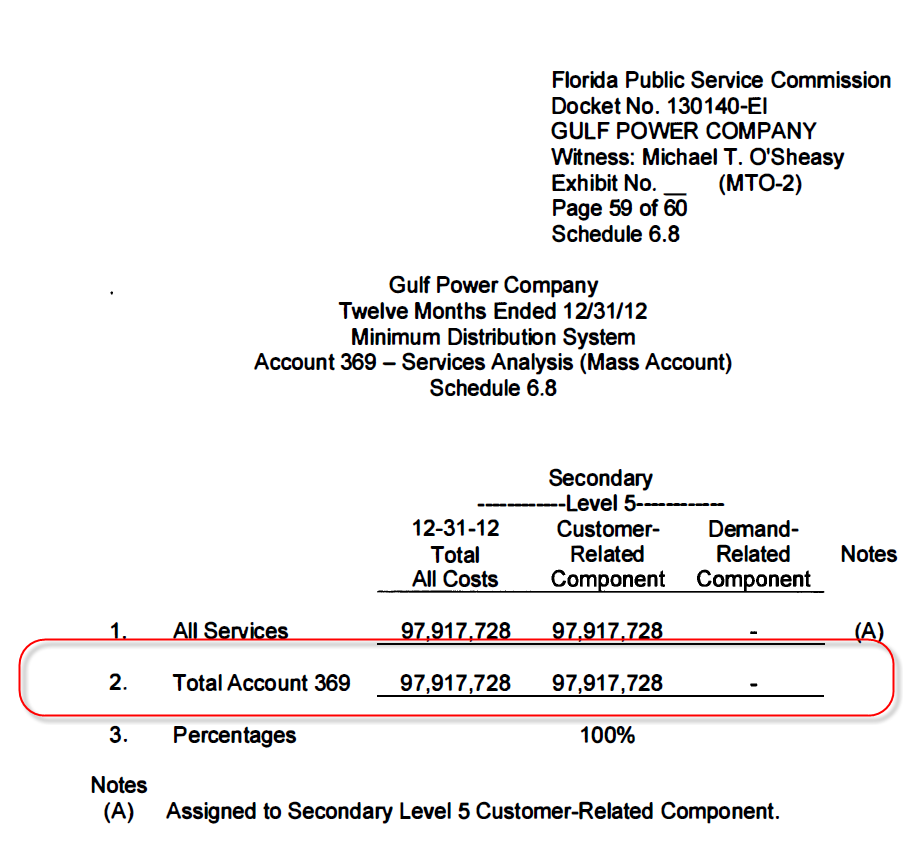 Florida Public Service Commission
Docket No. 130140-EI
GULF POWER COMPANY
Witness: Michael T. O'Sheasy
Exhibit No. __ (MTO-2)
Page 59 of 60
Schedule 6.8
Gulf Power Company
Twelve Months Ended 12/31/12
Minimum Distribution System
Account 369 – Services Analysis (Mass Account)
Schedule 6.8
Secondary
------------Level 5------------
12-31-12 Customer- Demand-
Total Related Related Notes
All Costs Component Component
1. All Services 97,917,728 97,917,728 - (A)
2. Total Account 369 97,917,728 97,917,728 -
3. Percentages 100%
Notes
(A) Assigned to Secondary Level 5 Customer-Related Component.